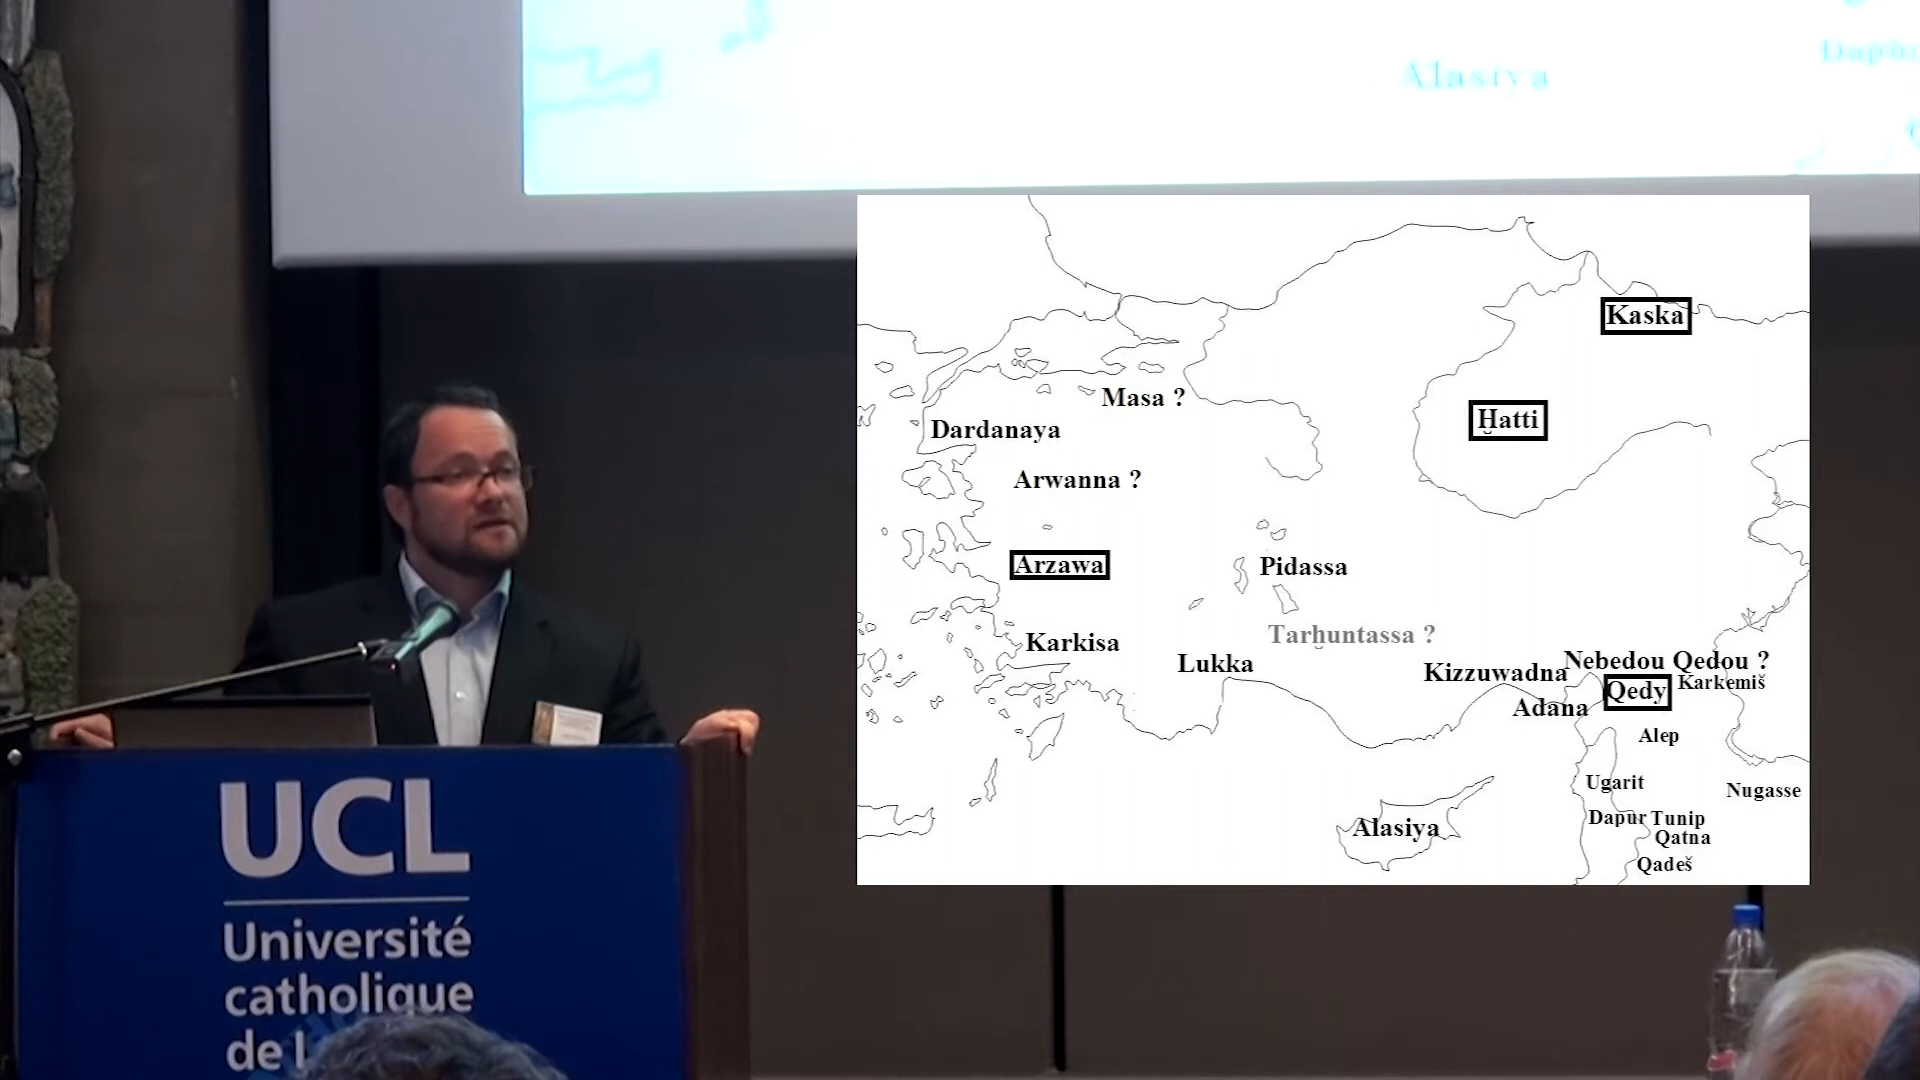 Alasiya
Kaska
Masa ?
Ḫatti
Dardanaya
Arwanna ?
Arzawa
Pidassa
Tarḫuntassa ?
Karkisa
Lukka
Nebedou Qedou ?
Kizzuwadna
Qedy
Karkemiš
Adana
Alep
Ugarit
Nugasse
Dapur Tunip
Alasiya
Qatna
Qadeš
UCL
Université
catholique
de